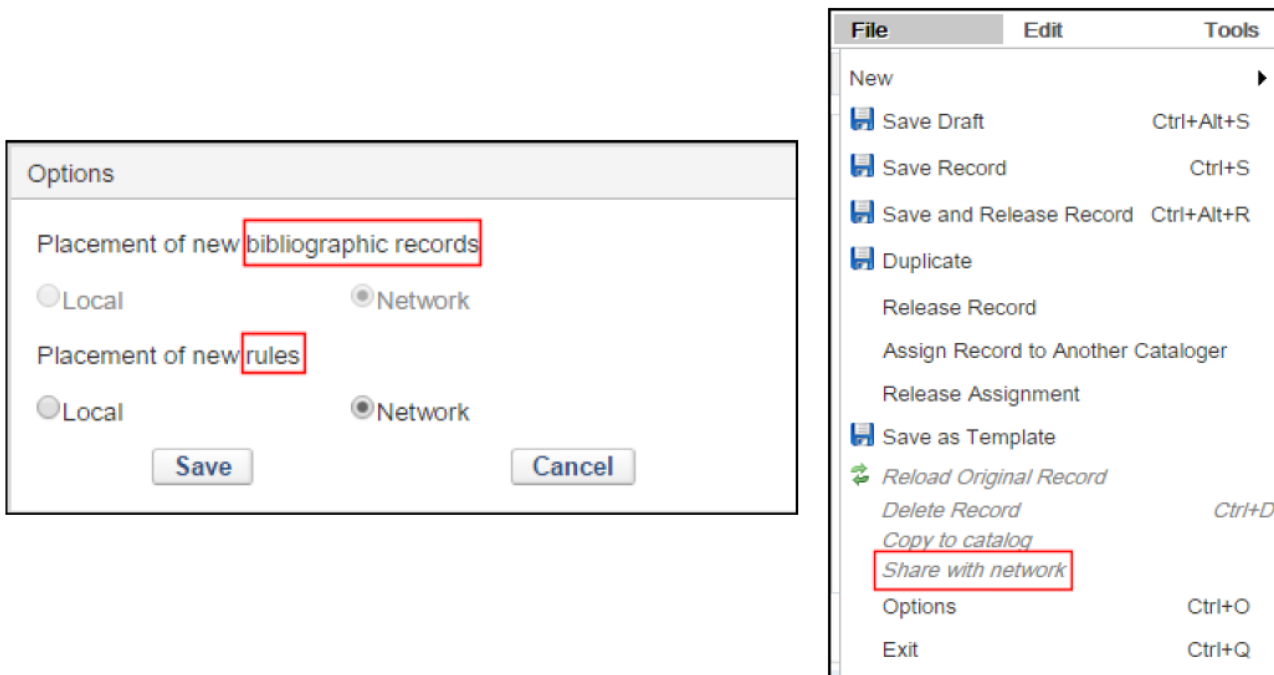 Options
Placement of new bibliographic records
Local Network
Placement of new rules
Local Network
Save Cancel
File Edit Tools
New
Save Draft Ctrl+Alt+S
Save Record Ctrl+S
Save and Release Record Ctrl+Alt+R
Duplicate
Release Record
Assign Record to Another Cataloger
Release Assignment
Save as Template
Reload Original Record
Delete Record Ctrl+D
Copy to catalog
Share with network
Options Ctrl+O
Exit Ctrl+Q